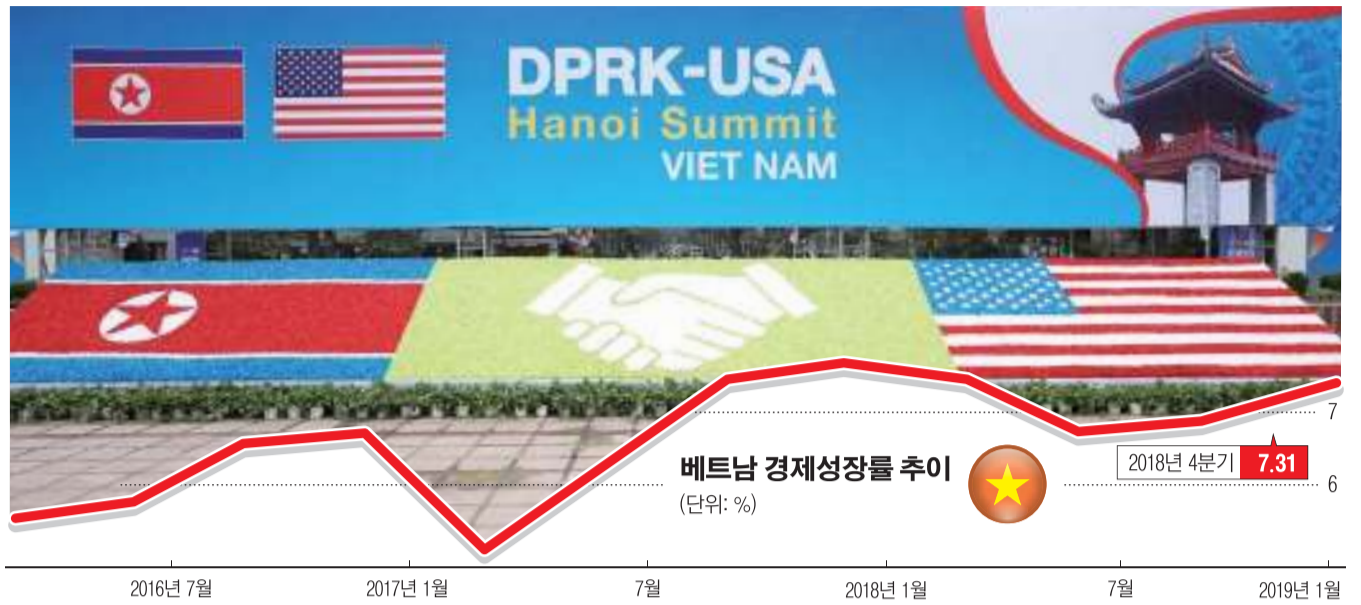 DPRK-USA
Hanoi Summit
VIET NAM
7
베트남 경제성장률 추이
(단위: %)
2018년 4분기 7.31
6
2016년 7월 2017년 1월 7월 2018년 1월 7월 2019년 1월